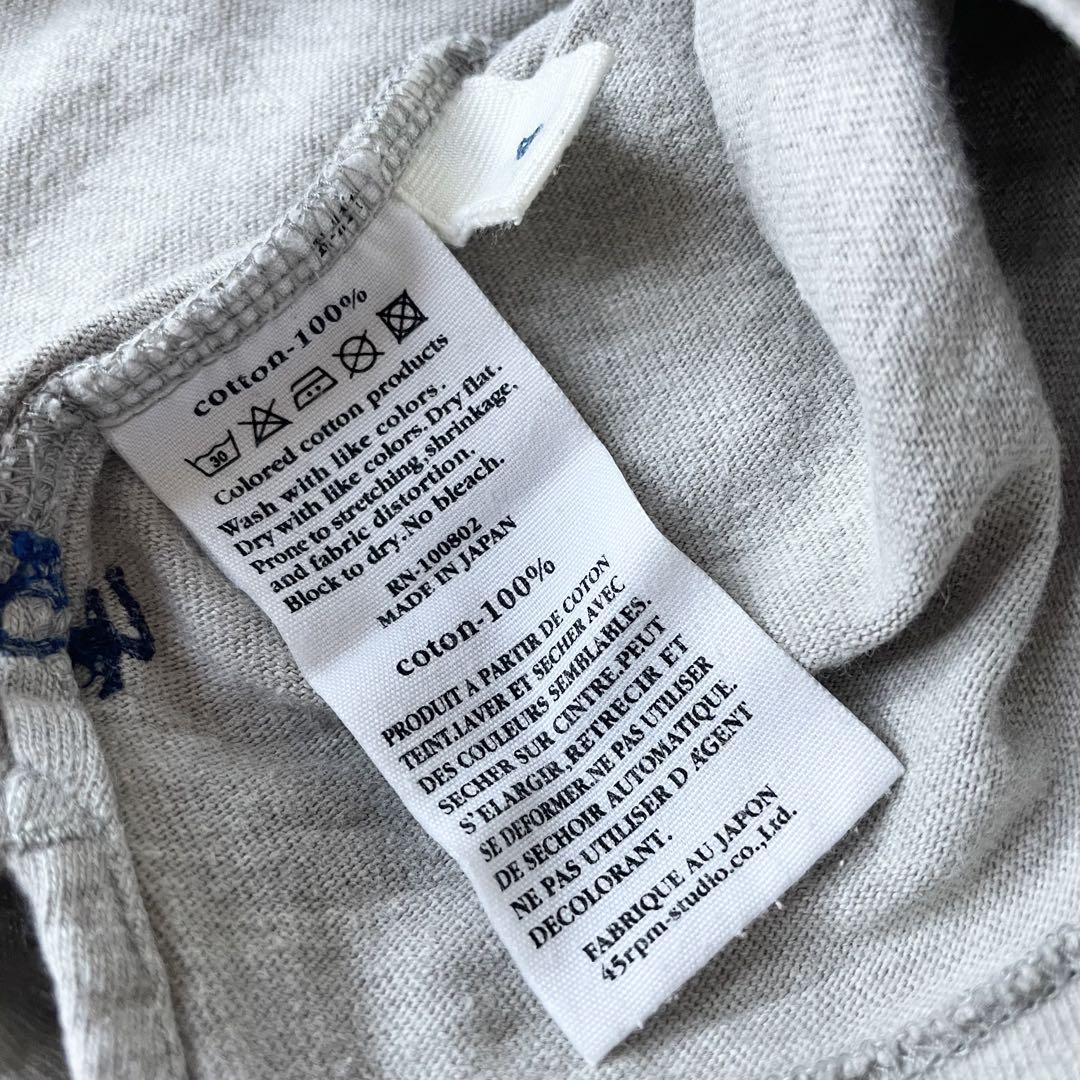 cotton-100%
30
Colored cotton products
Wash with like colors.
Dry with like colors. Dry flat.
Prone to stretching,shrinkage,
and fabric distortion.
Block to dry.No bleach.
RN-100802
MADE IN JAPAN
coton-100%
PRODUIT A PARTIR DE COTON
TEINT.LAVER ET SECHER AVEC
DES COULEURS SEMBLABLES.
SECHER SUR CINTRE.PEUT
S'ELARGIR,RETRECIR ET
SE DEFORMER.NE PAS UTILISER
DE SECHOIR AUTOMATIQUE.
NE PAS UTILISER D'AGENT
DECOLORANT.
FABRIQUE AU JAPON
45rpm-studio.co.,Ltd.